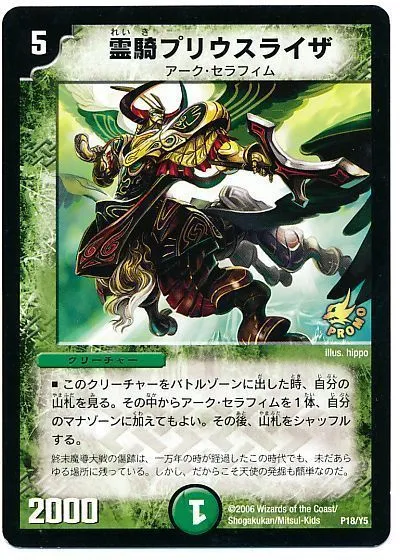 5
れいき
霊騎プリウスライザ
アーク・セラフィム
PROMO
illus. hippo
クリーチャー
■このクリーチャーをバトルゾーンに出した時、自分の
山札を見る。その中からアーク・セラフィムを1体、自分
のマナゾーンに加えてもよい。その後、山札をシャッフル
する。
終末魔導大戦の傷跡は、一万年の時が経過したこの時代でも、未だあら
ゆる場所に残っている。しかし、だからこそ天使の発掘も簡単なのだ。
2000
1
©2006 Wizards of the Coast/
Shogakukan/Mitsui-Kids
P18/Y5